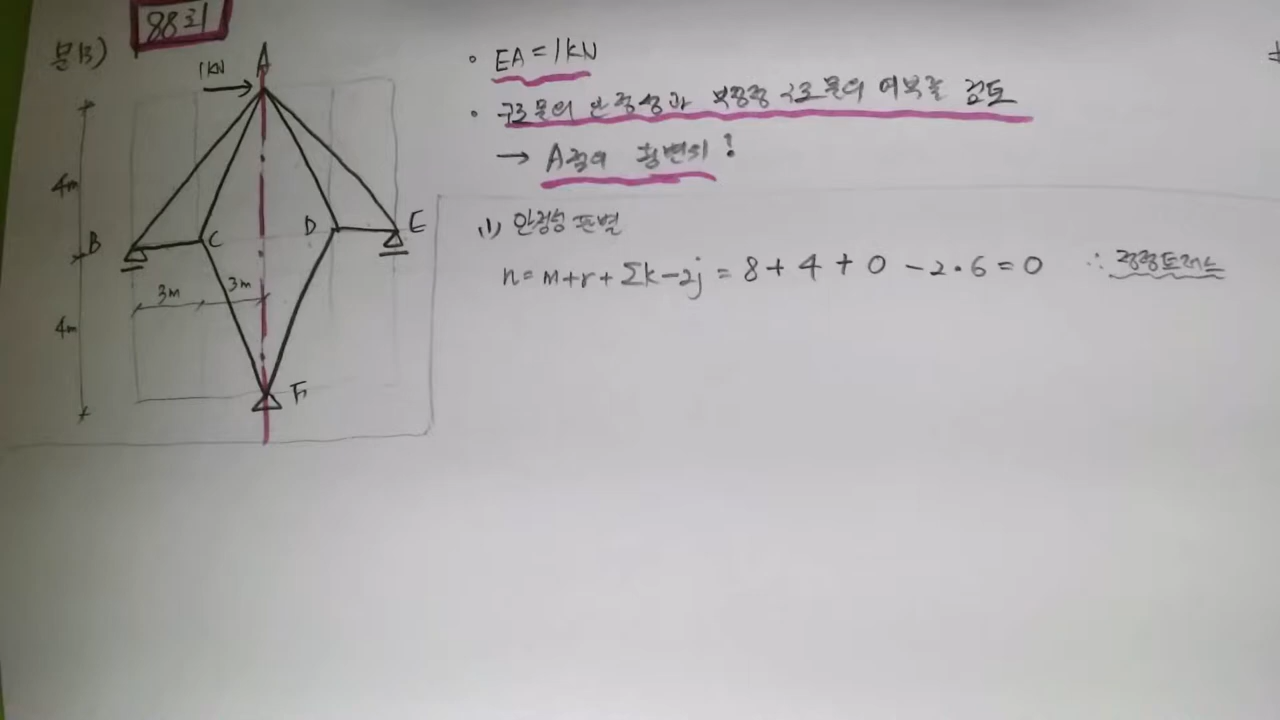 88회
문13)
1KN
A
4m
B
C
D
E
3m
3m
4m
F
• EA = 1KN
• 구조물의 안정성과 부정정 구조물의 여부를 검토
→ A점의 횡변위!
(1) 안정성 판별
n = m+r+Σk-2j = 8 + 4 + 0 - 2·6 = 0 ∴ 정정트러스